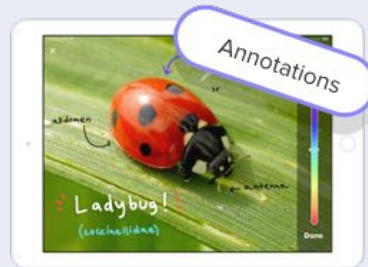 Annotations
abdomen
antenna
Ladybug!
(coccinellidae)
Done